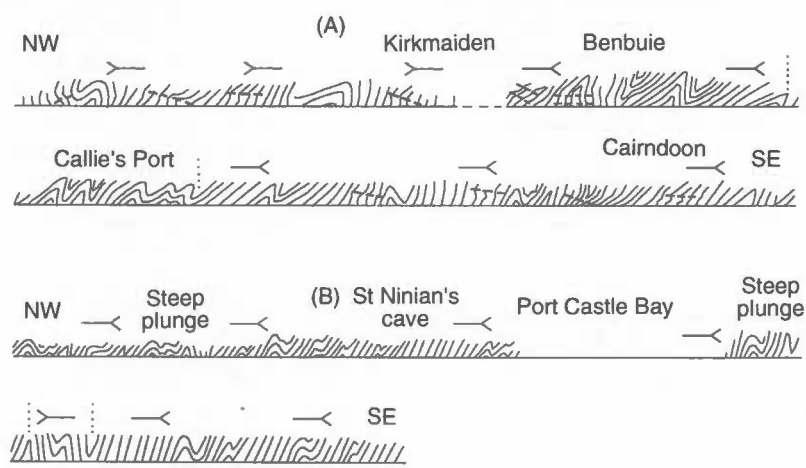 (A)
NW Kirkmaiden Benbuie
Callie's Port Cairndoon SE
NW Steep plunge (B) St Ninian's cave Port Castle Bay Steep plunge
SE